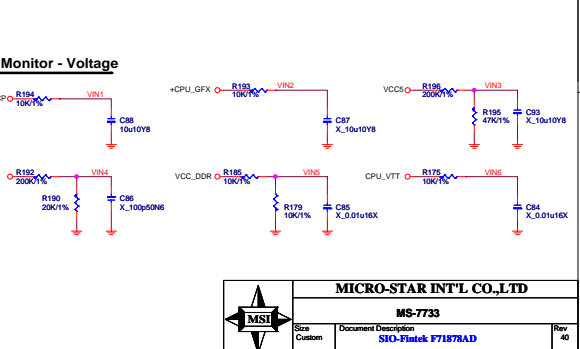 Monitor - Voltage
R194
10K/1%
VIN1
C88
10u10Y8
+CPU_GFX
R193
10K/1%
VIN2
C87
X_10u10Y8
VCC5
R196
200K/1%
VIN3
R195
47K/1%
C93
X_10u10Y8
R192
200K/1%
VIN4
R190
20K/1%
C86
X_100p50N6
VCC_DDR
R185
10K/1%
VIN5
R179
10K/1%
C85
X_0.01u16X
CPU_VTT
R175
10K/1%
VIN6
C84
X_0.01u16X
MSI
MICRO-STAR INT'L CO.,LTD
MS-7733
Size
Custom
Document Description
SIO-Fintek F71878AD
Rev
40